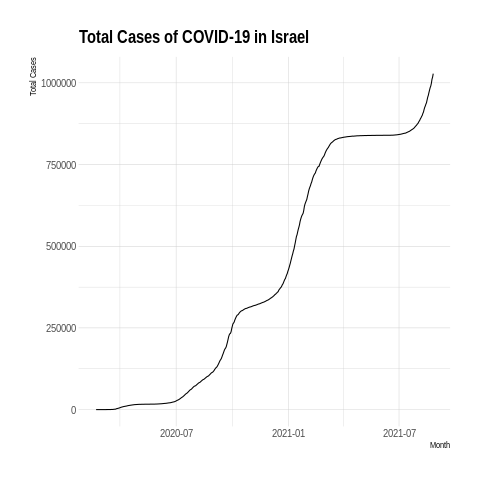 Total Cases of COVID-19 in Israel
Total Cases
1000000
750000
500000
250000
0
2020-07
2021-01
2021-07
Month